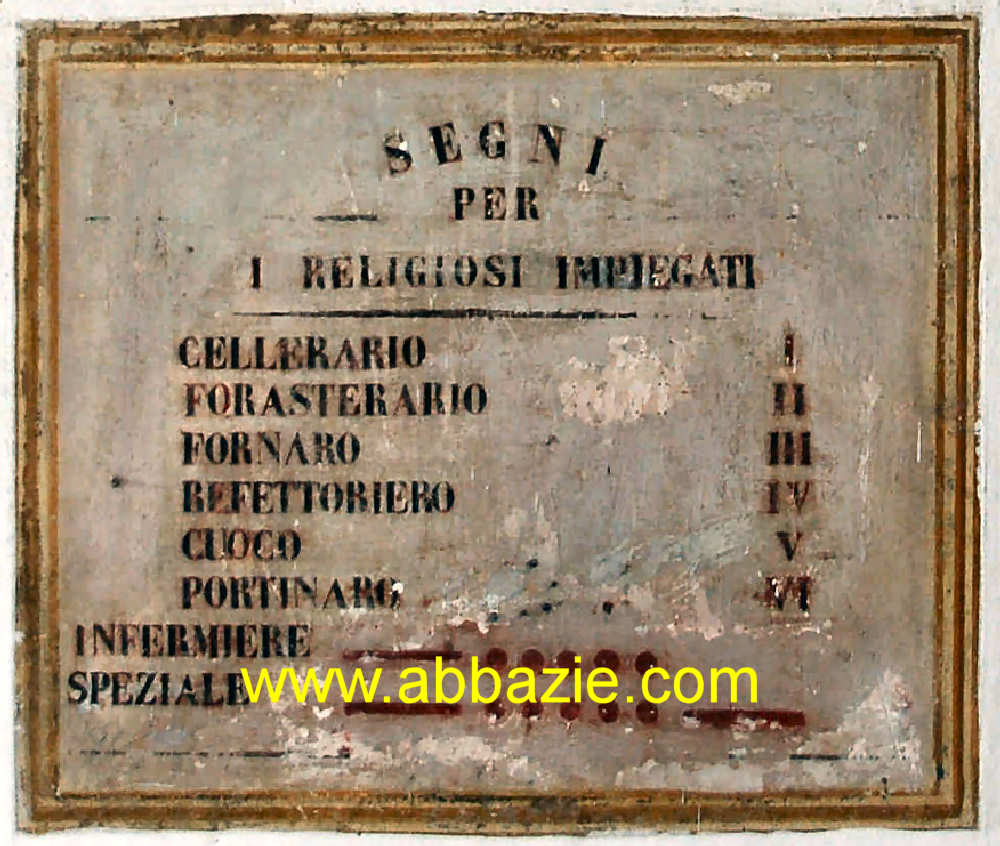 SEGNI
PER
I RELIGIOSI IMPIEGATI
CELLERARIO I
FORASTERARIO II
FORNARO III
REFETTORIERO IV
CUOCO V
PORTINARO VI
INFERMIERE
SPEZIALE
www.abbazie.com